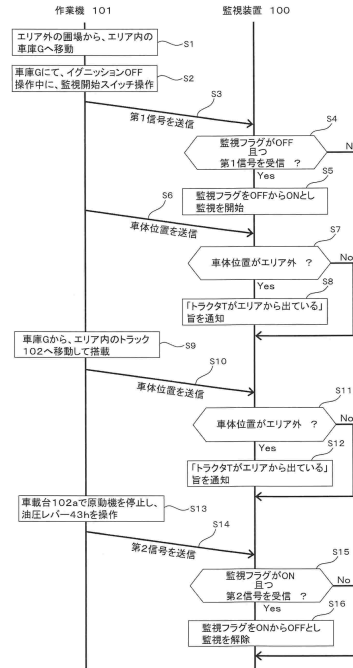 作業機 101
監視装置 100
エリア外の圃場から、エリア内の
車庫Gへ移動
S1
車庫Gにて、イグニッションOFF
操作中に、監視開始スイッチ操作
S2
S3
第1信号を送信
S4
監視フラグがOFF
且つ
第1信号を受信 ?
No
Yes
S5
監視フラグをOFFからONとし
監視を開始
S6
車体位置を送信
S7
車体位置がエリア外 ?
No
Yes
S8
「トラクタTがエリアから出ている」
旨を通知
車庫Gから、エリア内のトラック
102へ移動して搭載
S9
S10
車体位置を送信
S11
車体位置がエリア外 ?
No
Yes
S12
「トラクタTがエリアから出ている」
旨を通知
車載台102aで原動機を停止し、
油圧レバー43hを操作
S13
S14
第2信号を送信
S15
監視フラグがON
且つ
第2信号を受信 ?
No
Yes
S16
監視フラグをONからOFFとし
監視を解除